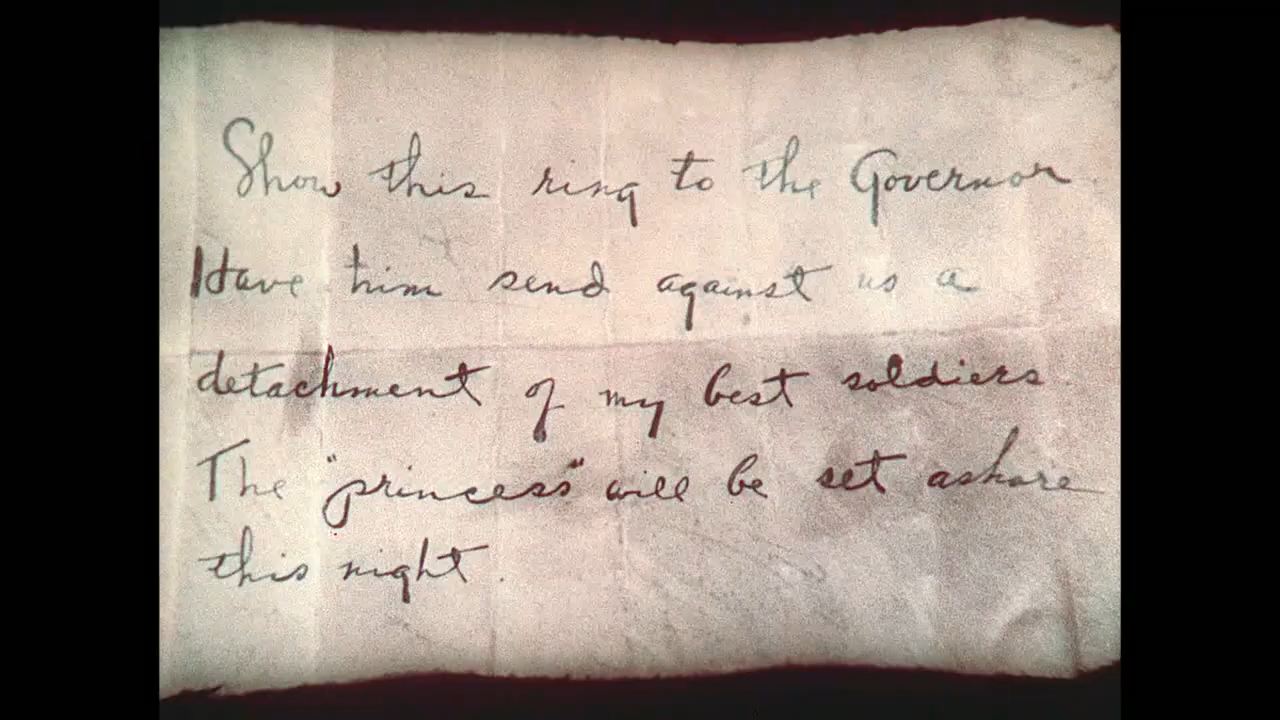 Show this ring to the Governor.
Have him send against us a
detachment of my best soldiers.
The "princess" will be set ashore
this night.